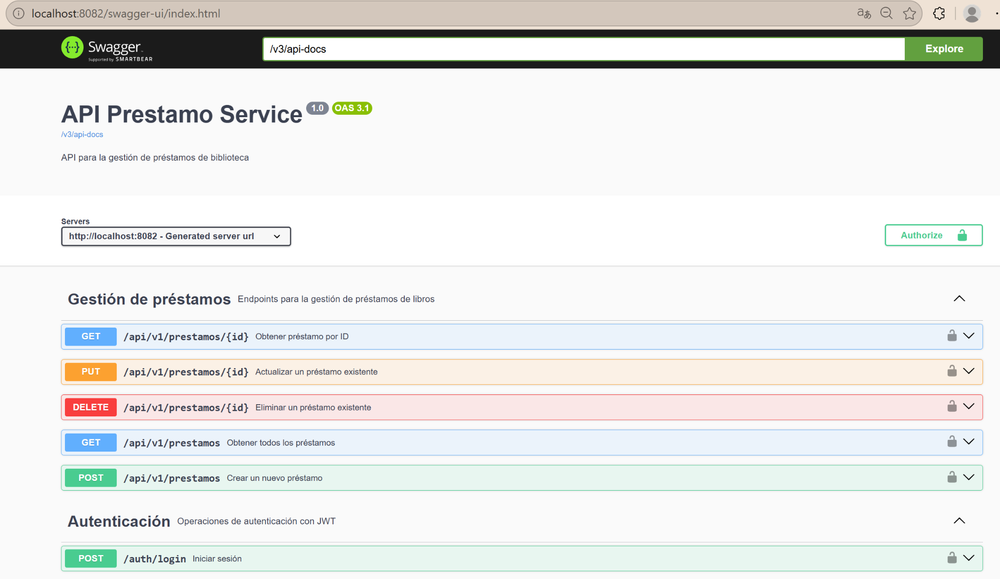 localhost:8082/swagger-ui/index.html
Swagger
Supported by SMARTBEAR
/v3/api-docs
Explore
API Prestamo Service 1.0 OAS 3.1
/v3/api-docs
API para la gestión de préstamos de biblioteca
Servers
http://localhost:8082 - Generated server url
Authorize
Gestión de préstamos Endpoints para la gestión de préstamos de libros
GET /api/v1/prestamos/{id} Obtener préstamo por ID
PUT /api/v1/prestamos/{id} Actualizar un préstamo existente
DELETE /api/v1/prestamos/{id} Eliminar un préstamo existente
GET /api/v1/prestamos Obtener todos los préstamos
POST /api/v1/prestamos Crear un nuevo préstamo
Autenticación Operaciones de autenticación con JWT
POST /auth/login Iniciar sesión